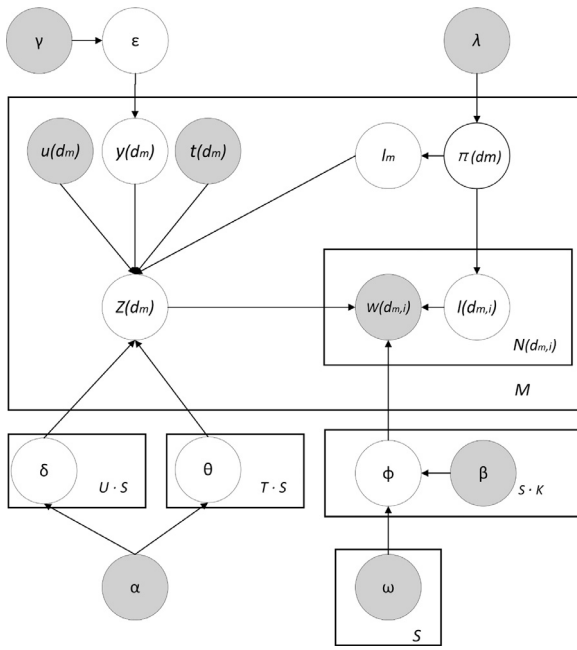 γ
ε
λ
u(dm)
y(dm)
t(dm)
lm
π(dm)
Z(dm)
w(dm,i)
l(dm,i)
N(dm,i)
M
δ
U · S
θ
T · S
ϕ
β
S · K
α
ω
S